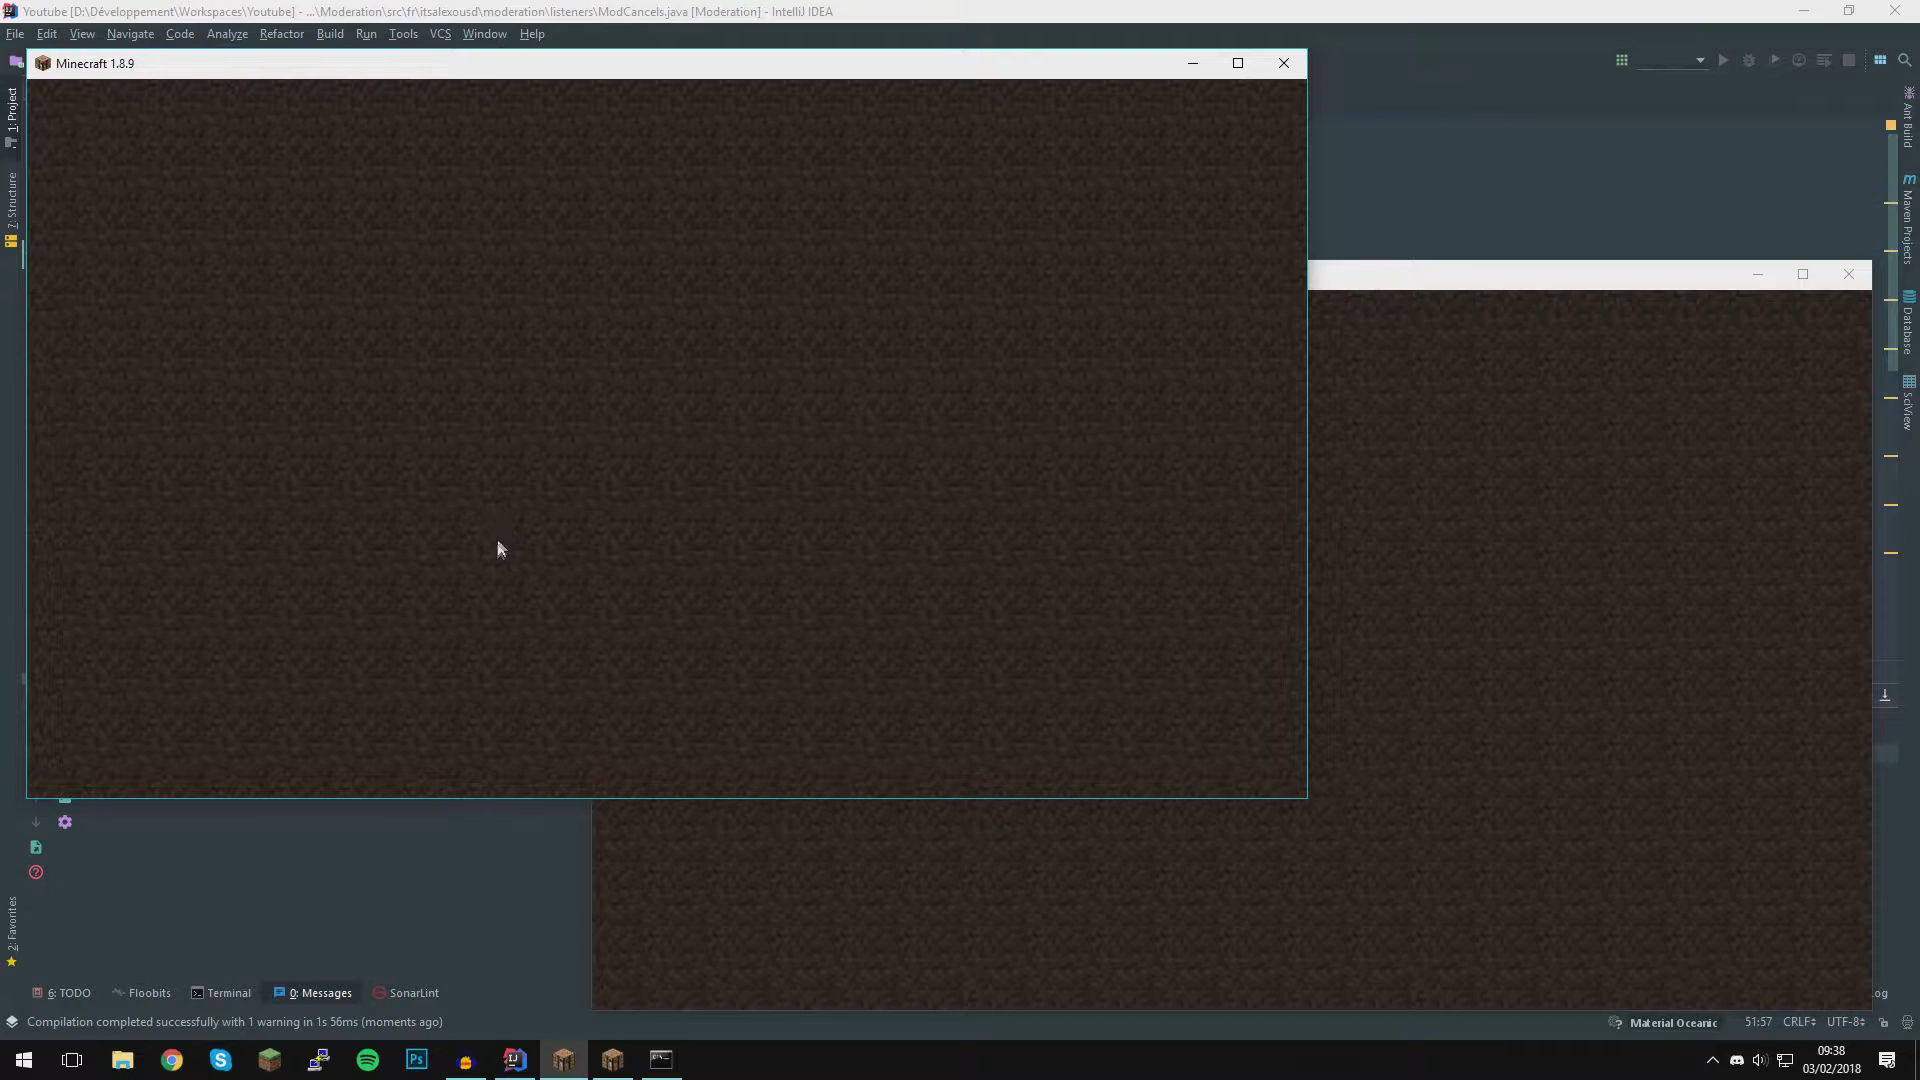 Youtube [D:\Développement\Workspaces\Youtube] - ...\Moderation\src\fr\itsalexousd\moderation\listeners\ModCancels.java [Moderation] - IntelliJ IDEA
File Edit View Navigate Code Analyze Refactor Build Run Tools VCS Window Help
Minecraft 1.8.9
1: Project
7: Structure
2: Favorites
Ant Build
m
Maven Projects
Database
SciView
6: TODO Floobits Terminal 0: Messages SonarLint
og
Compilation completed successfully with 1 warning in 1s 56ms (moments ago)
Material Oceanic 51:57 CRLF UTF-8
IJ
Ps
09:38
03/02/2018